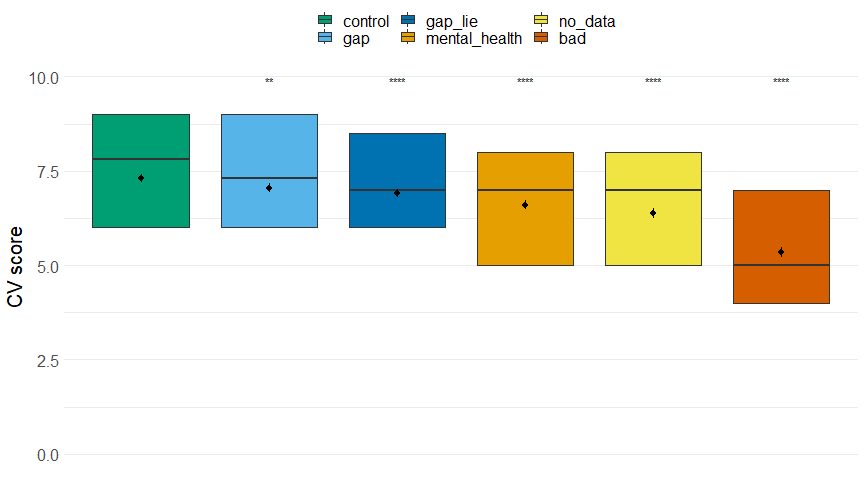 control gap_lie no_data
gap mental_health bad
10.0
** **** **** **** ****
7.5
5.0
CV score
2.5
0.0